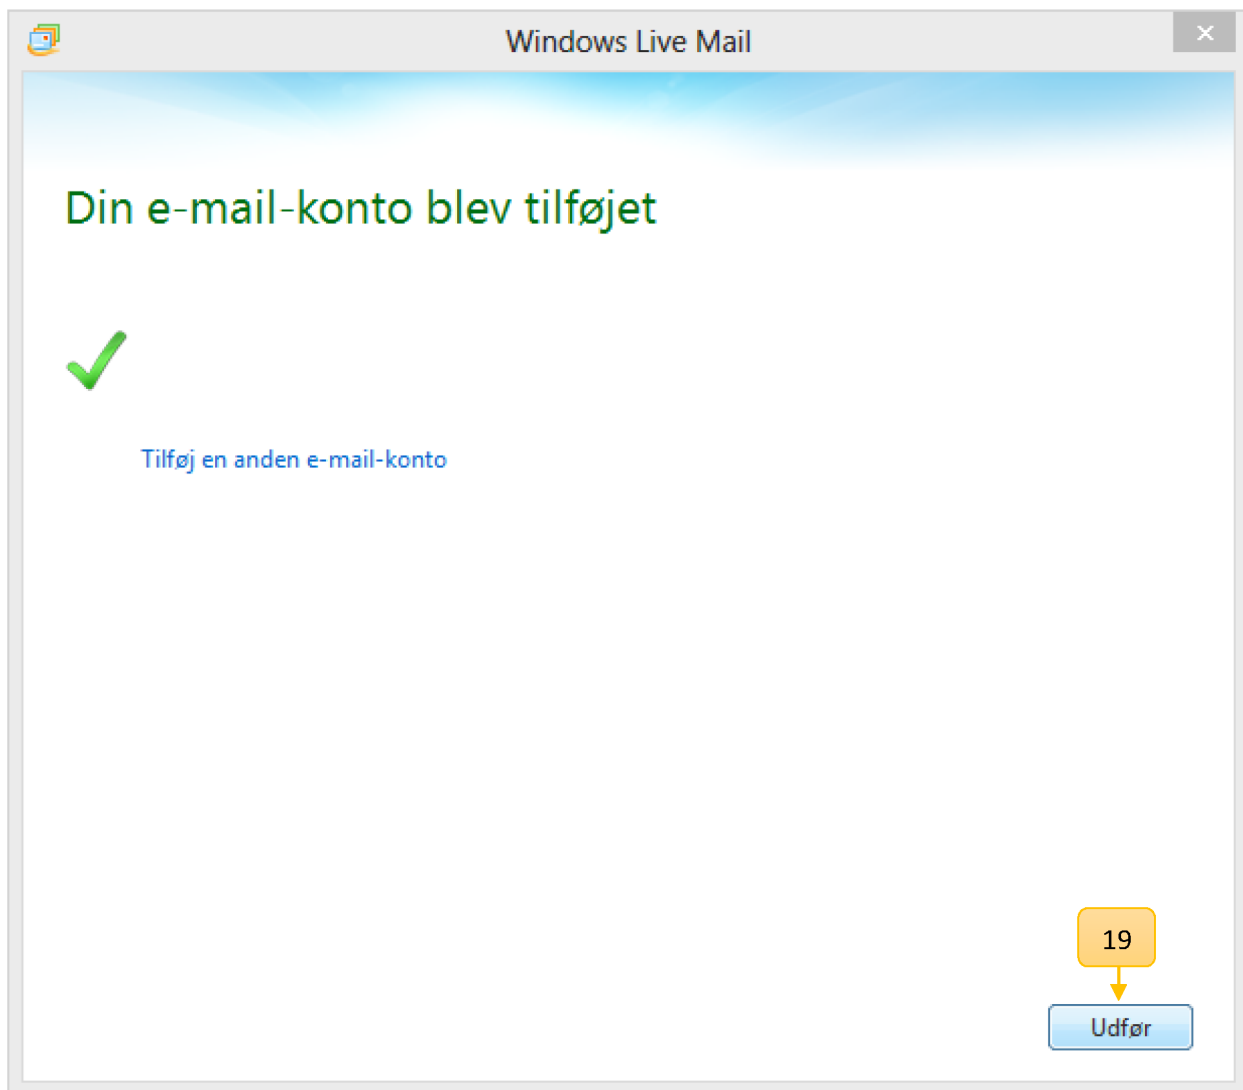 Windows Live Mail
Din e-mail-konto blev tilføjet
Tilføj en anden e-mail-konto
19
Udfør